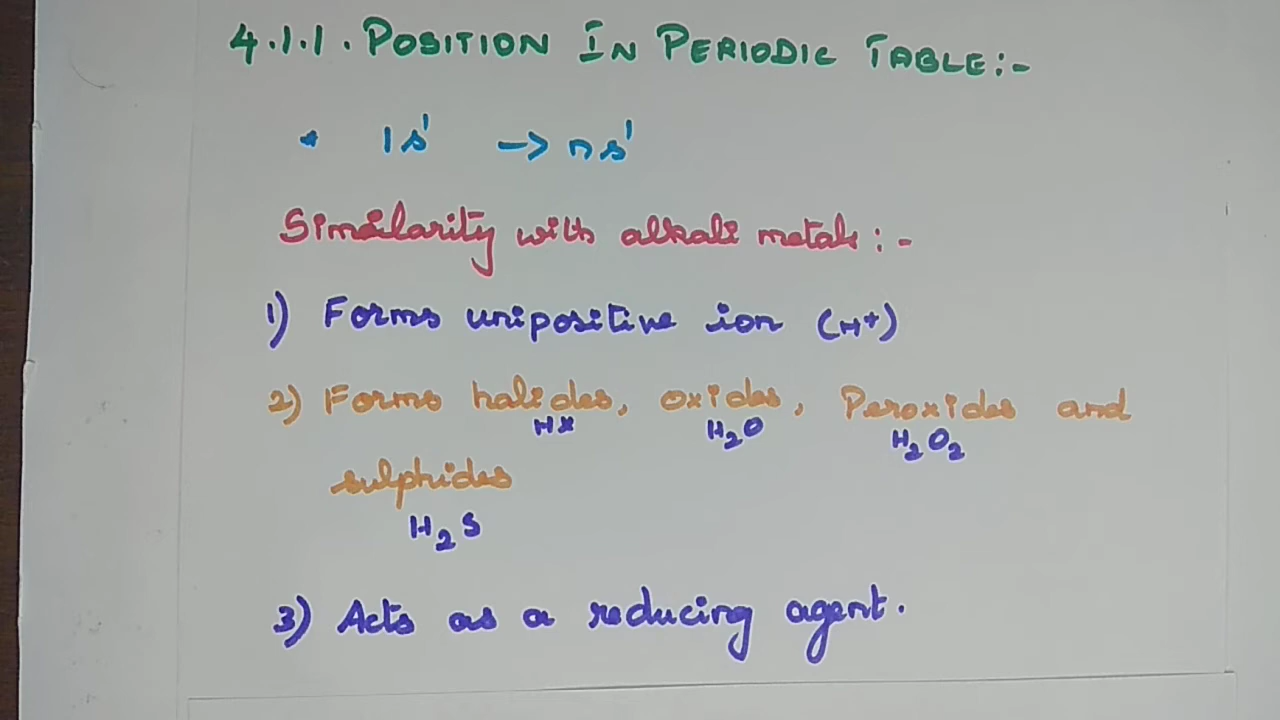 4.1.1. POSITION IN PERIODIC TABLE:-
* 1s¹ → ns¹
Similarity with alkali metals:-
1) Forms unipositive ion (H⁺)
2) Forms halides, oxides, Peroxides and
HX H₂O H₂O₂
sulphides
H₂S
3) Acts as a reducing agent.